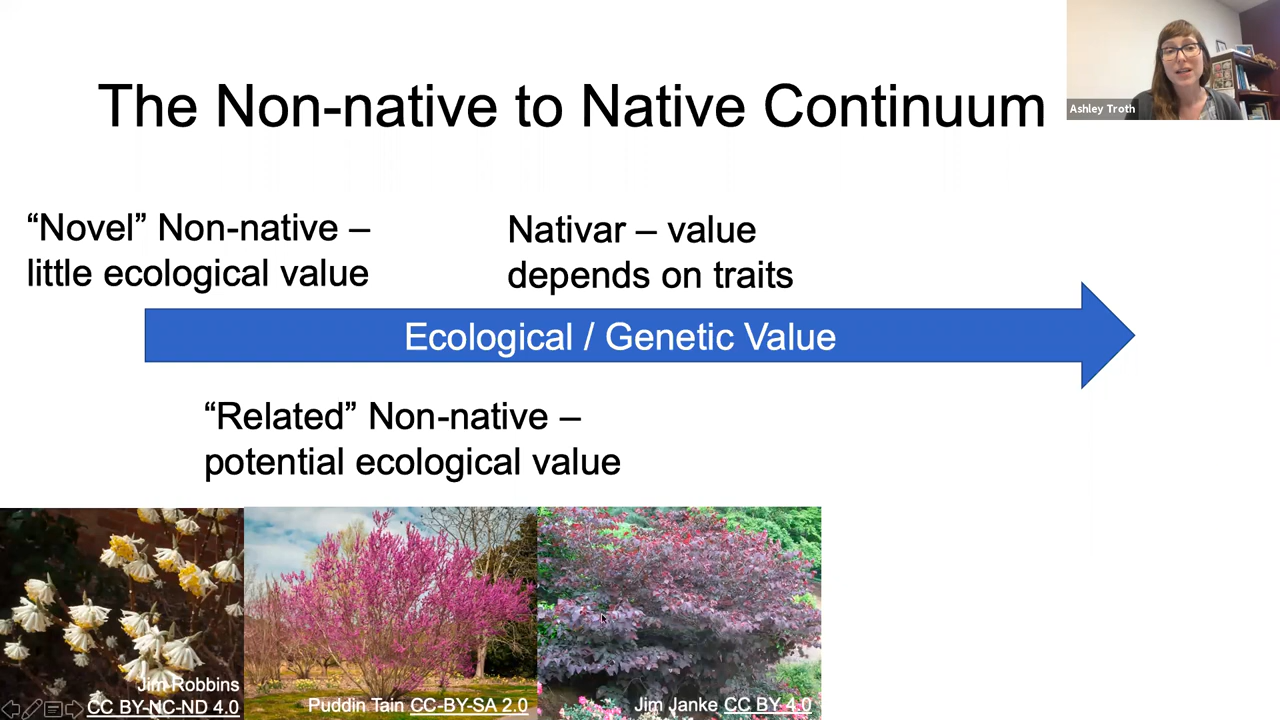 The Non-native to Native Continuum
Ashley Troth
“Novel” Non-native –
little ecological value
Nativar – value
depends on traits
Ecological / Genetic Value
“Related” Non-native –
potential ecological value
Jim Robbins
CC BY-NC-ND 4.0
Puddin Tain CC-BY-SA 2.0
Jim Janke CC BY 4.0